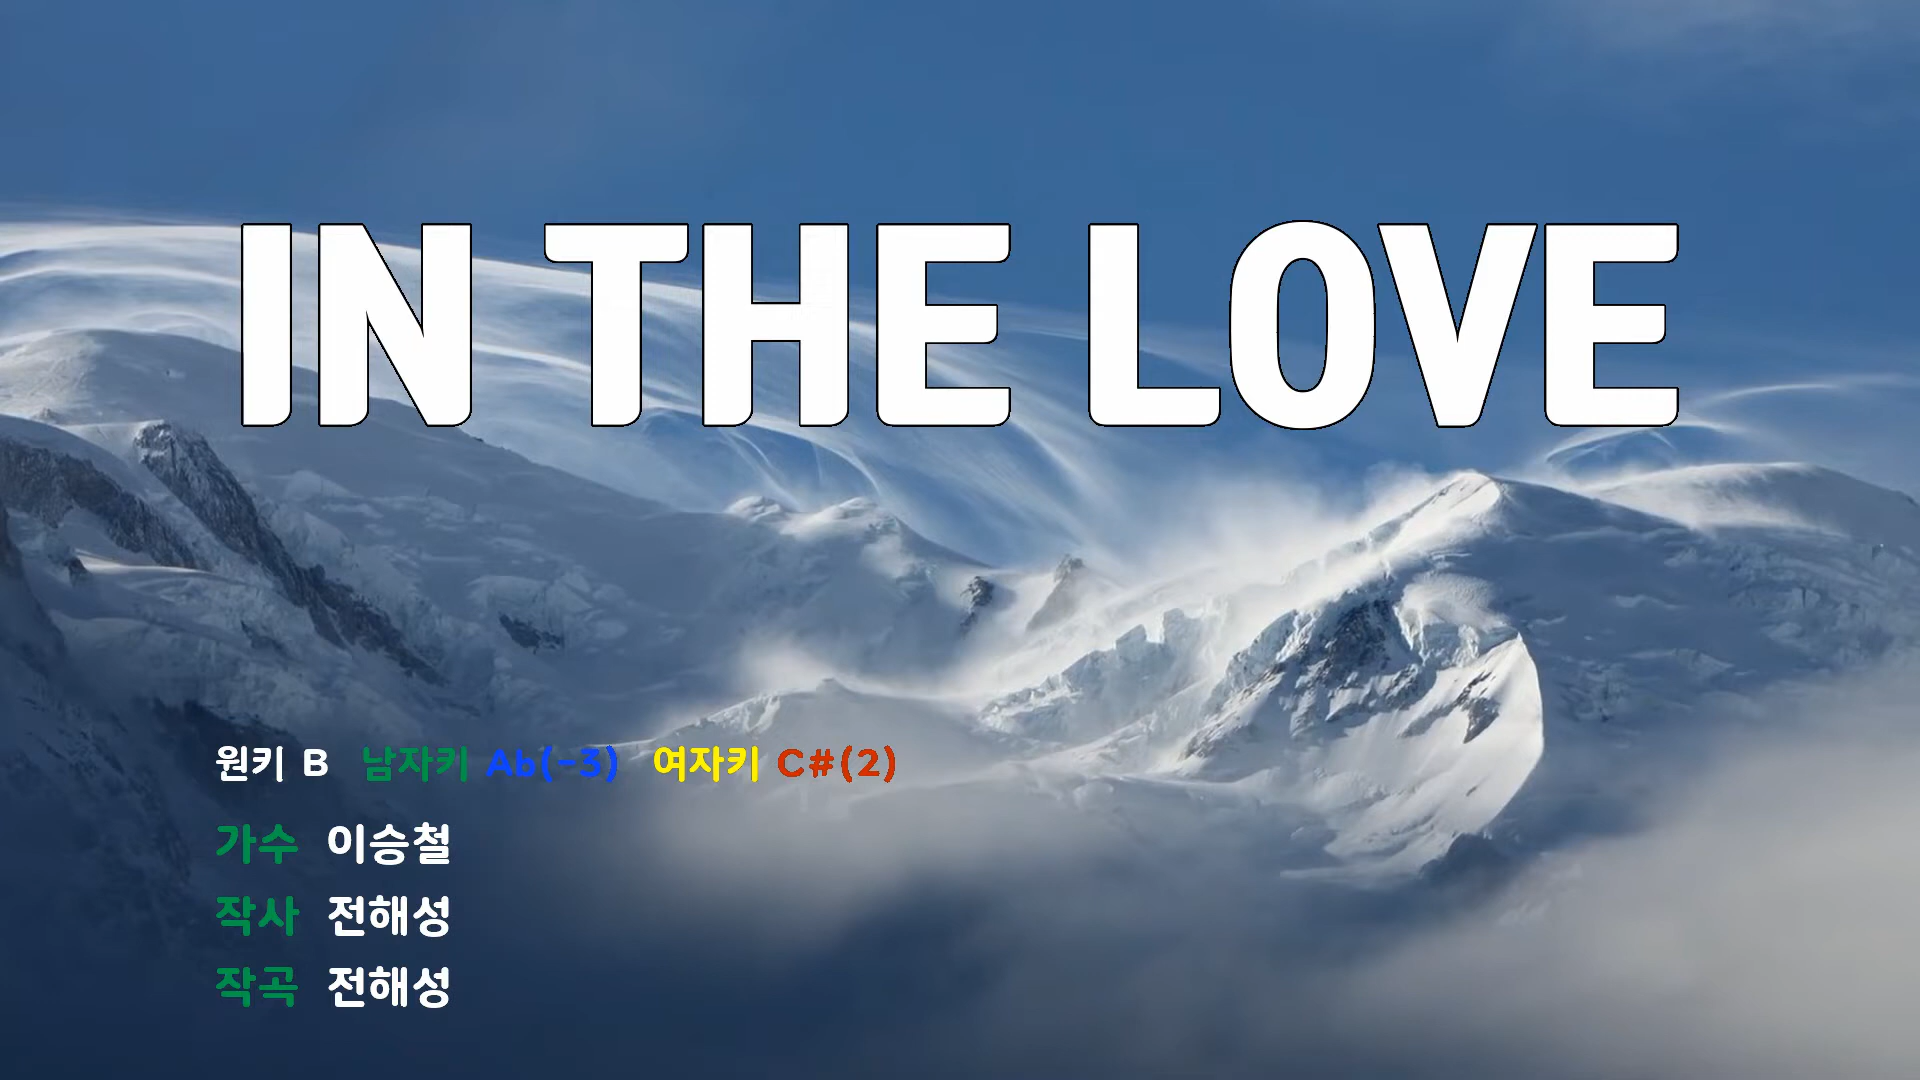 IN THE LOVE
원키 B 남자키 Ab(-3) 여자키 C#(2)
가수 이승철
작사 전해성
작곡 전해성